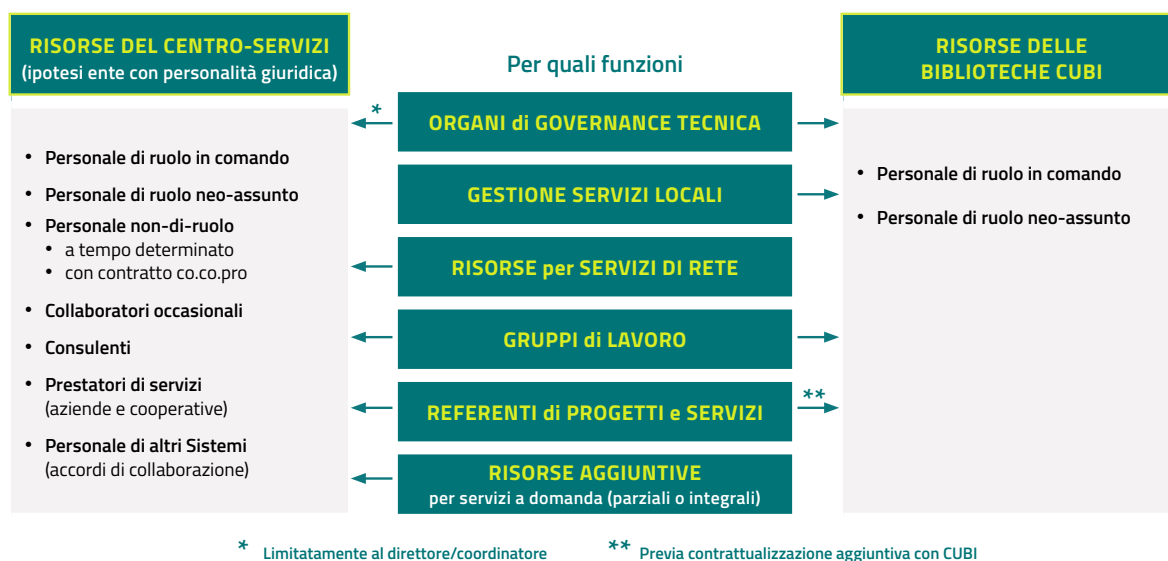 RISORSE DEL CENTRO-SERVIZI
(ipotesi ente con personalità giuridica)
• Personale di ruolo in comando
• Personale di ruolo neo-assunto
• Personale non-di-ruolo
• a tempo determinato
• con contratto co.co.pro
• Collaboratori occasionali
• Consulenti
• Prestatori di servizi
(aziende e cooperative)
• Personale di altri Sistemi
(accordi di collaborazione)
Per quali funzioni
*
ORGANI di GOVERNANCE TECNICA
GESTIONE SERVIZI LOCALI
RISORSE per SERVIZI DI RETE
GRUPPI di LAVORO
REFERENTI di PROGETTI e SERVIZI
**
RISORSE AGGIUNTIVE
per servizi a domanda (parziali o integrali)
RISORSE DELLE
BIBLIOTECHE CUBI
• Personale di ruolo in comando
• Personale di ruolo neo-assunto
* Limitatamente al direttore/coordinatore
** Previa contrattualizzazione aggiuntiva con CUBI